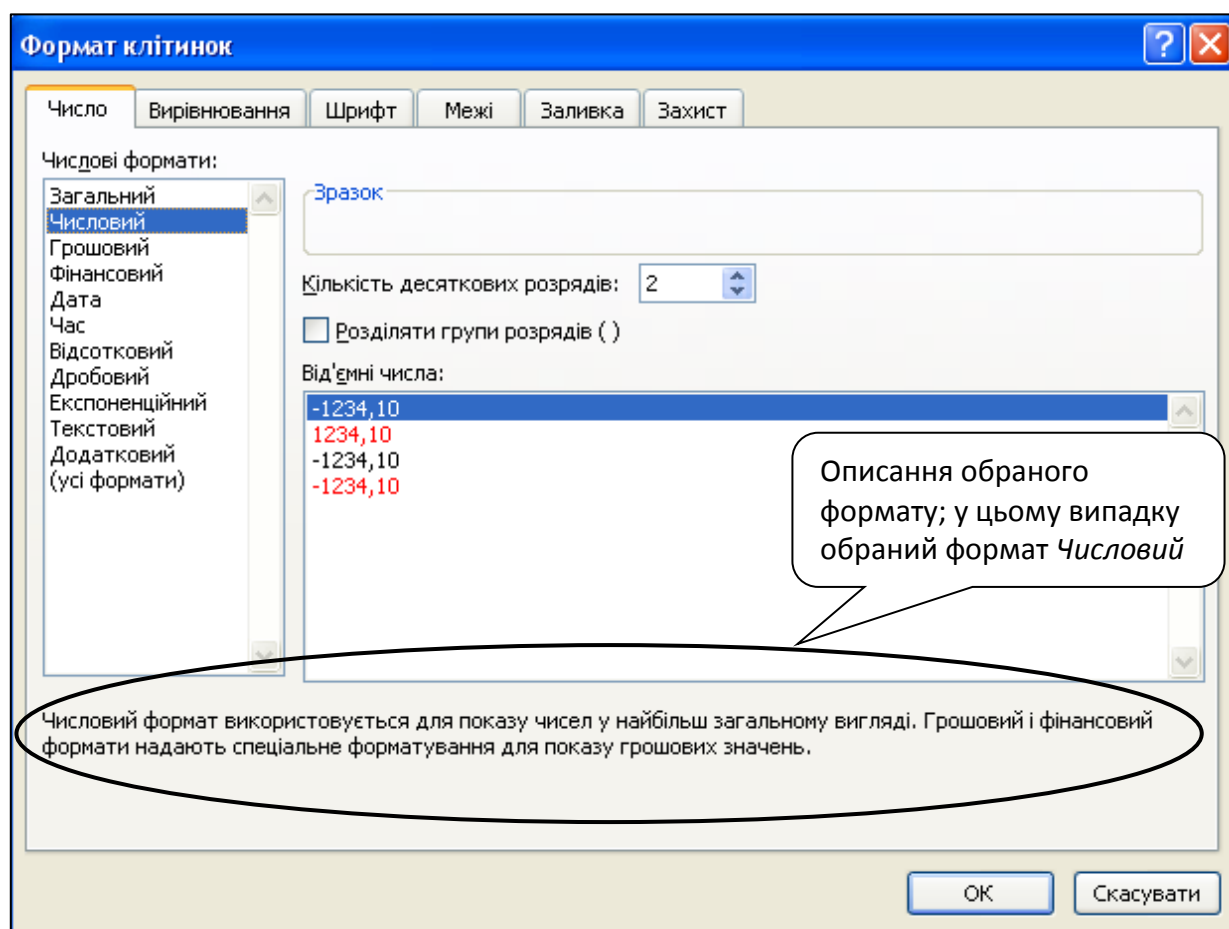 Формат клітинок
Число Вирівнювання Шрифт Межі Заливка Захист
Числові формати:
Загальний
Числовий
Грошовий
Фінансовий
Дата
Час
Відсотковий
Дробовий
Експоненційний
Текстовий
Додатковий
(усі формати)
Зразок
Кількість десяткових розрядів: 2
Розділяти групи розрядів ( )
Від'ємні числа:
-1234,10
1234,10
-1234,10
-1234,10
Описання обраного
формату; у цьому випадку
обраний формат Числовий
Числовий формат використовується для показу чисел у найбільш загальному вигляді. Грошовий і фінансовий
формати надають спеціальне форматування для показу грошових значень.
ОК Скасувати